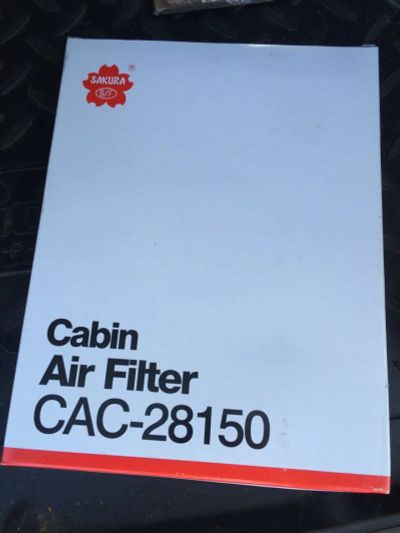 SAKURA
S/F
®
Cabin
Air Filter
CAC-28150